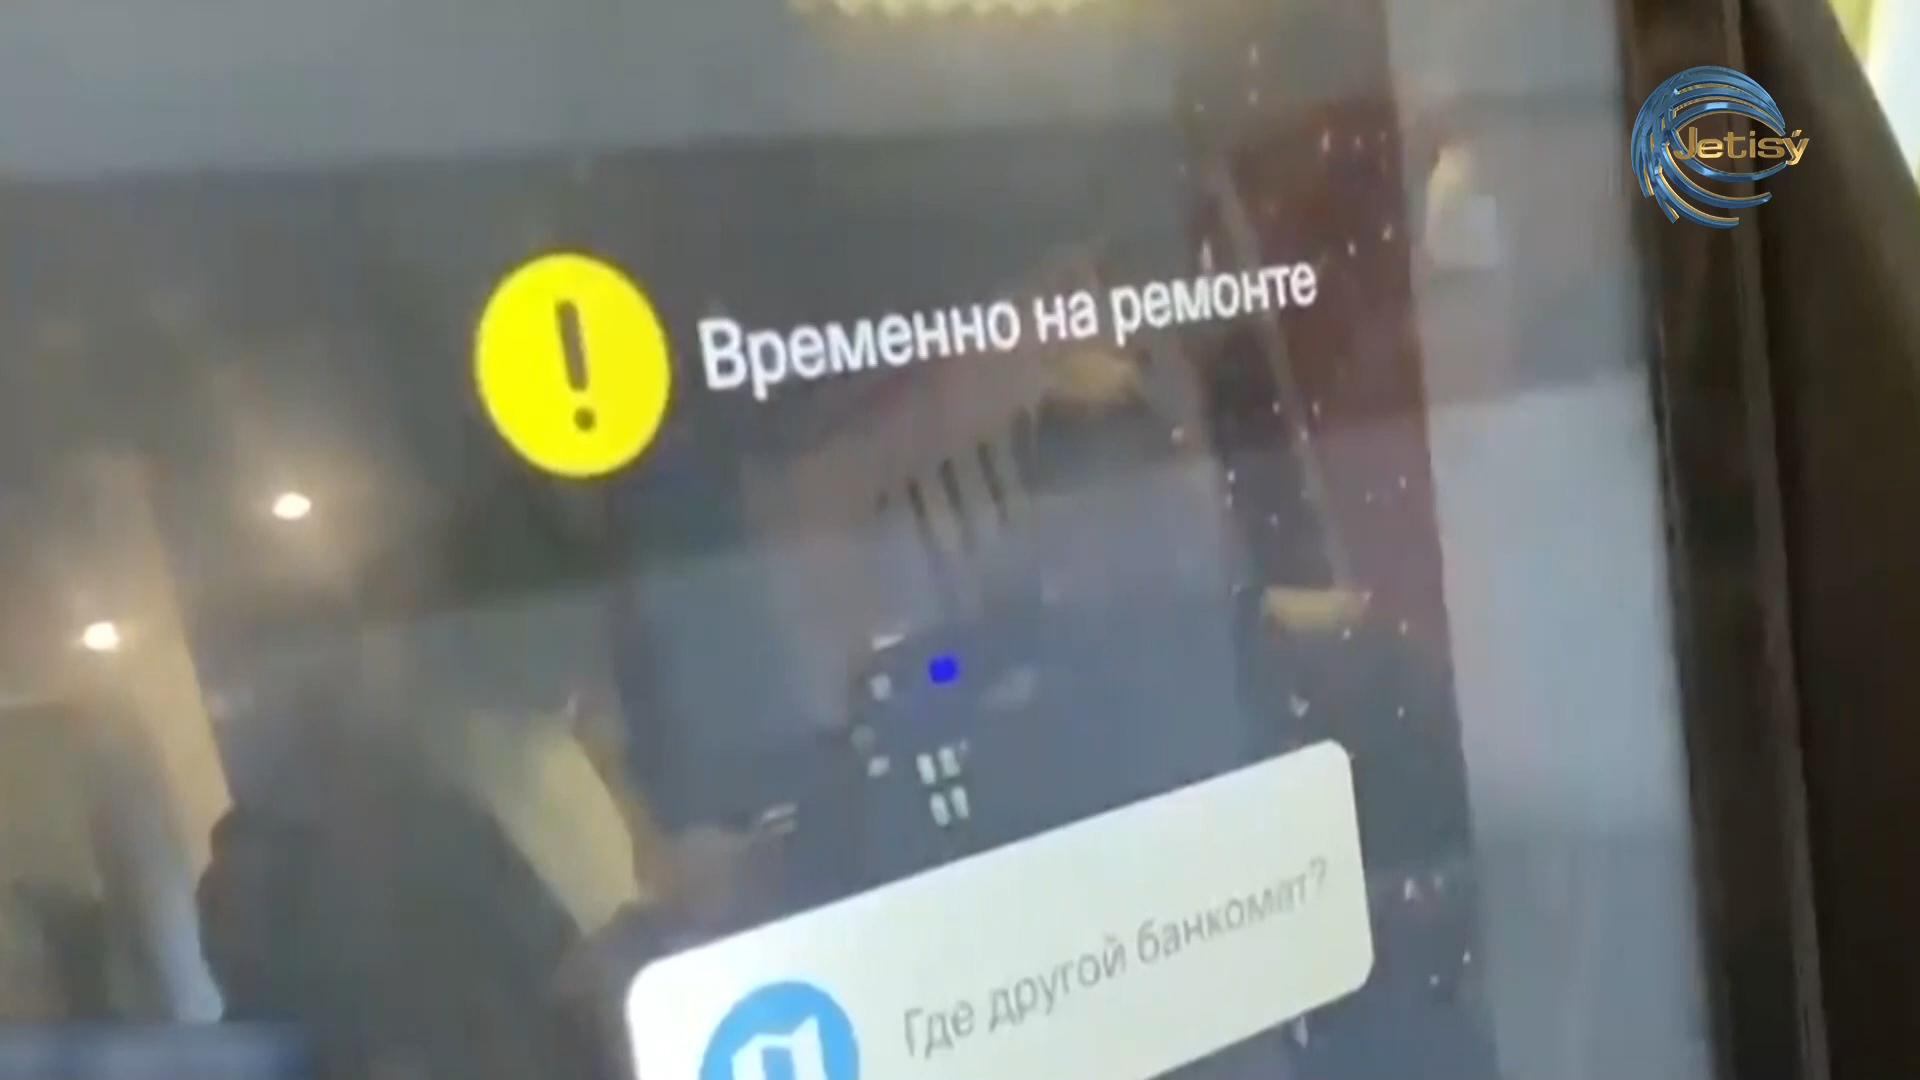 Jetisý
Временно на ремонте
Где другой банкомат?